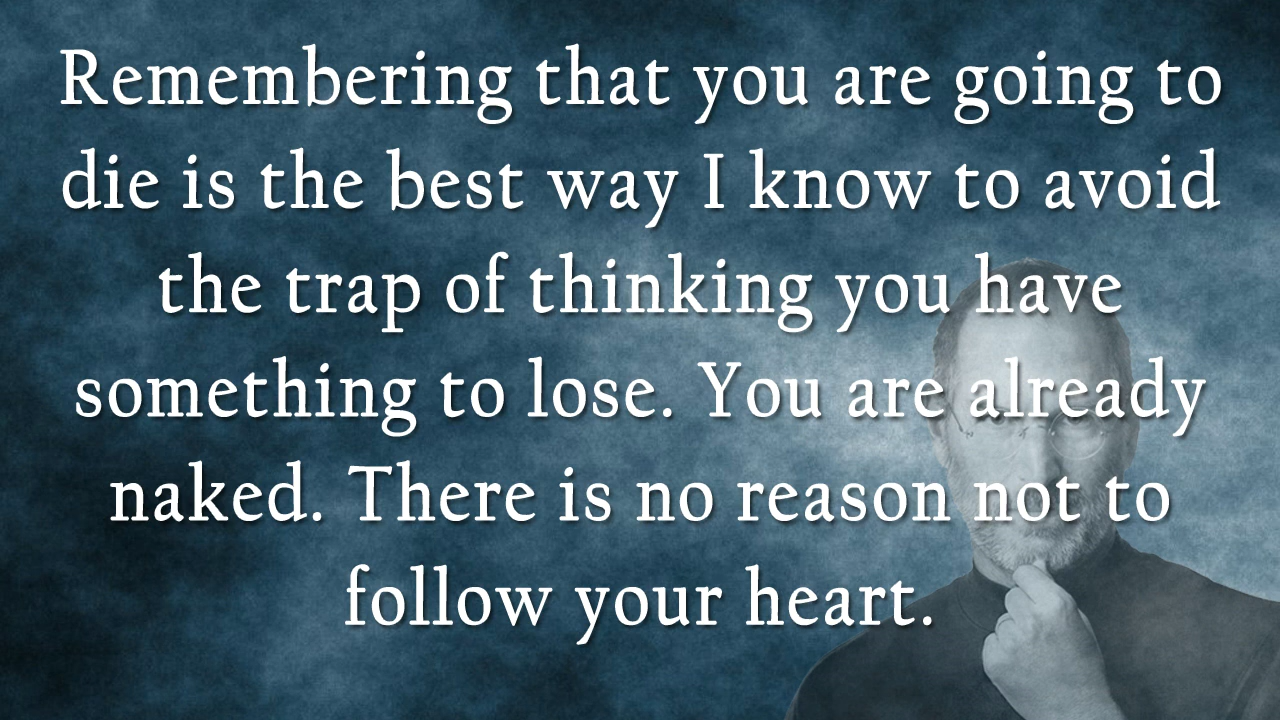 Remembering that you are going to
die is the best way I know to avoid
the trap of thinking you have
something to lose. You are already
naked. There is no reason not to
follow your heart.